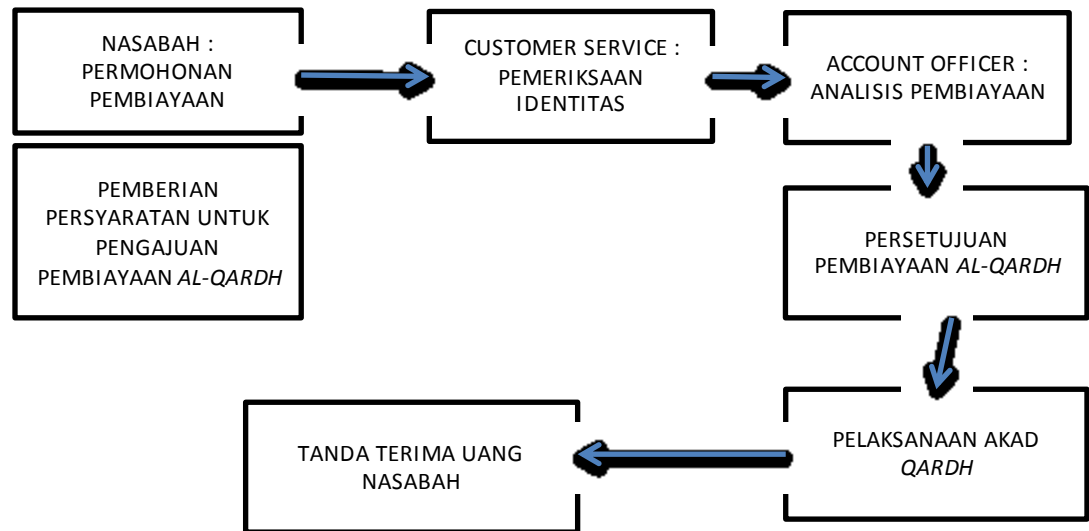 NASABAH :
PERMOHONAN
PEMBIAYAAN
CUSTOMER SERVICE :
PEMERIKSAAN
IDENTITAS
ACCOUNT OFFICER :
ANALISIS PEMBIAYAAN
PEMBERIAN
PERSYARATAN UNTUK
PENGAJUAN
PEMBIAYAAN AL-QARDH
PERSETUJUAN
PEMBIAYAAN AL-QARDH
PELAKSANAAN AKAD
QARDH
TANDA TERIMA UANG
NASABAH